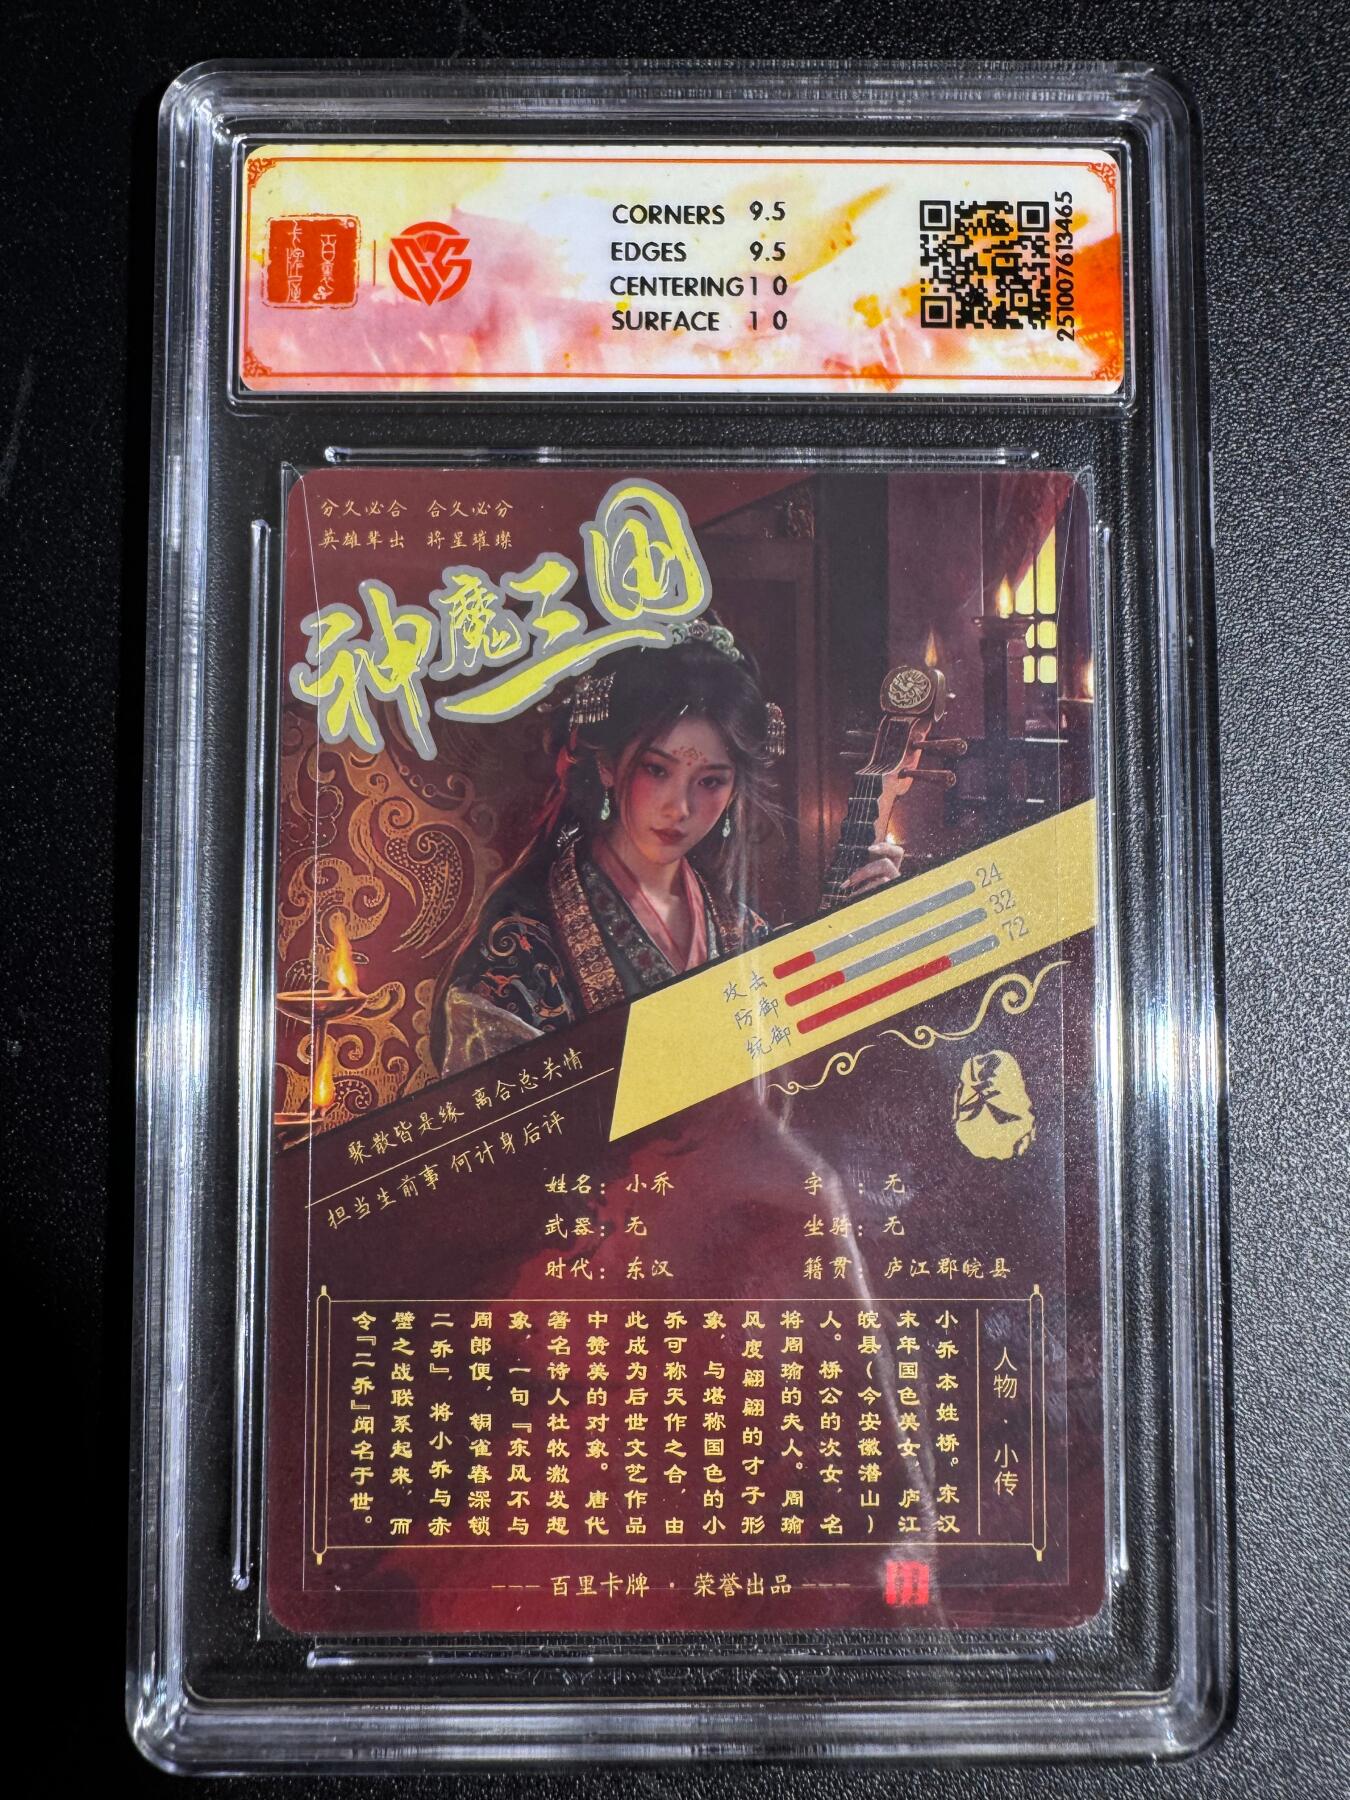 百里卡牌
CCS
CORNERS 9.5
EDGES 9.5
CENTERING 10
SURFACE 10
251007613465
分久必合 合久必分
英雄辈出 将星璀璨
神魔三国
24
32
72
攻击
防御
统御
聚散皆是缘 离合总关情
担当生前事 何计身后评
吴
姓名：小乔 字：无
武器：无 坐骑：无
时代：东汉 籍贯：庐江郡皖县
人物·小传
小乔本姓桥。东汉
末年国色美女，庐江
皖县(今安徽潜山)
人。桥公的次女，名
将周瑜的夫人。周瑜
风度翩翩的才子形
象，与堪称国色的小
乔可称天作之合，由
此成为后世文艺作品
中赞美的对象。唐代
著名诗人杜牧激发想
象，一句『东风不与
周郎便，铜雀春深锁
二乔』，将小乔与赤
壁之战联系起来，而
令『二乔』闻名于世。
--- 百里卡牌 · 荣誉出品 ---